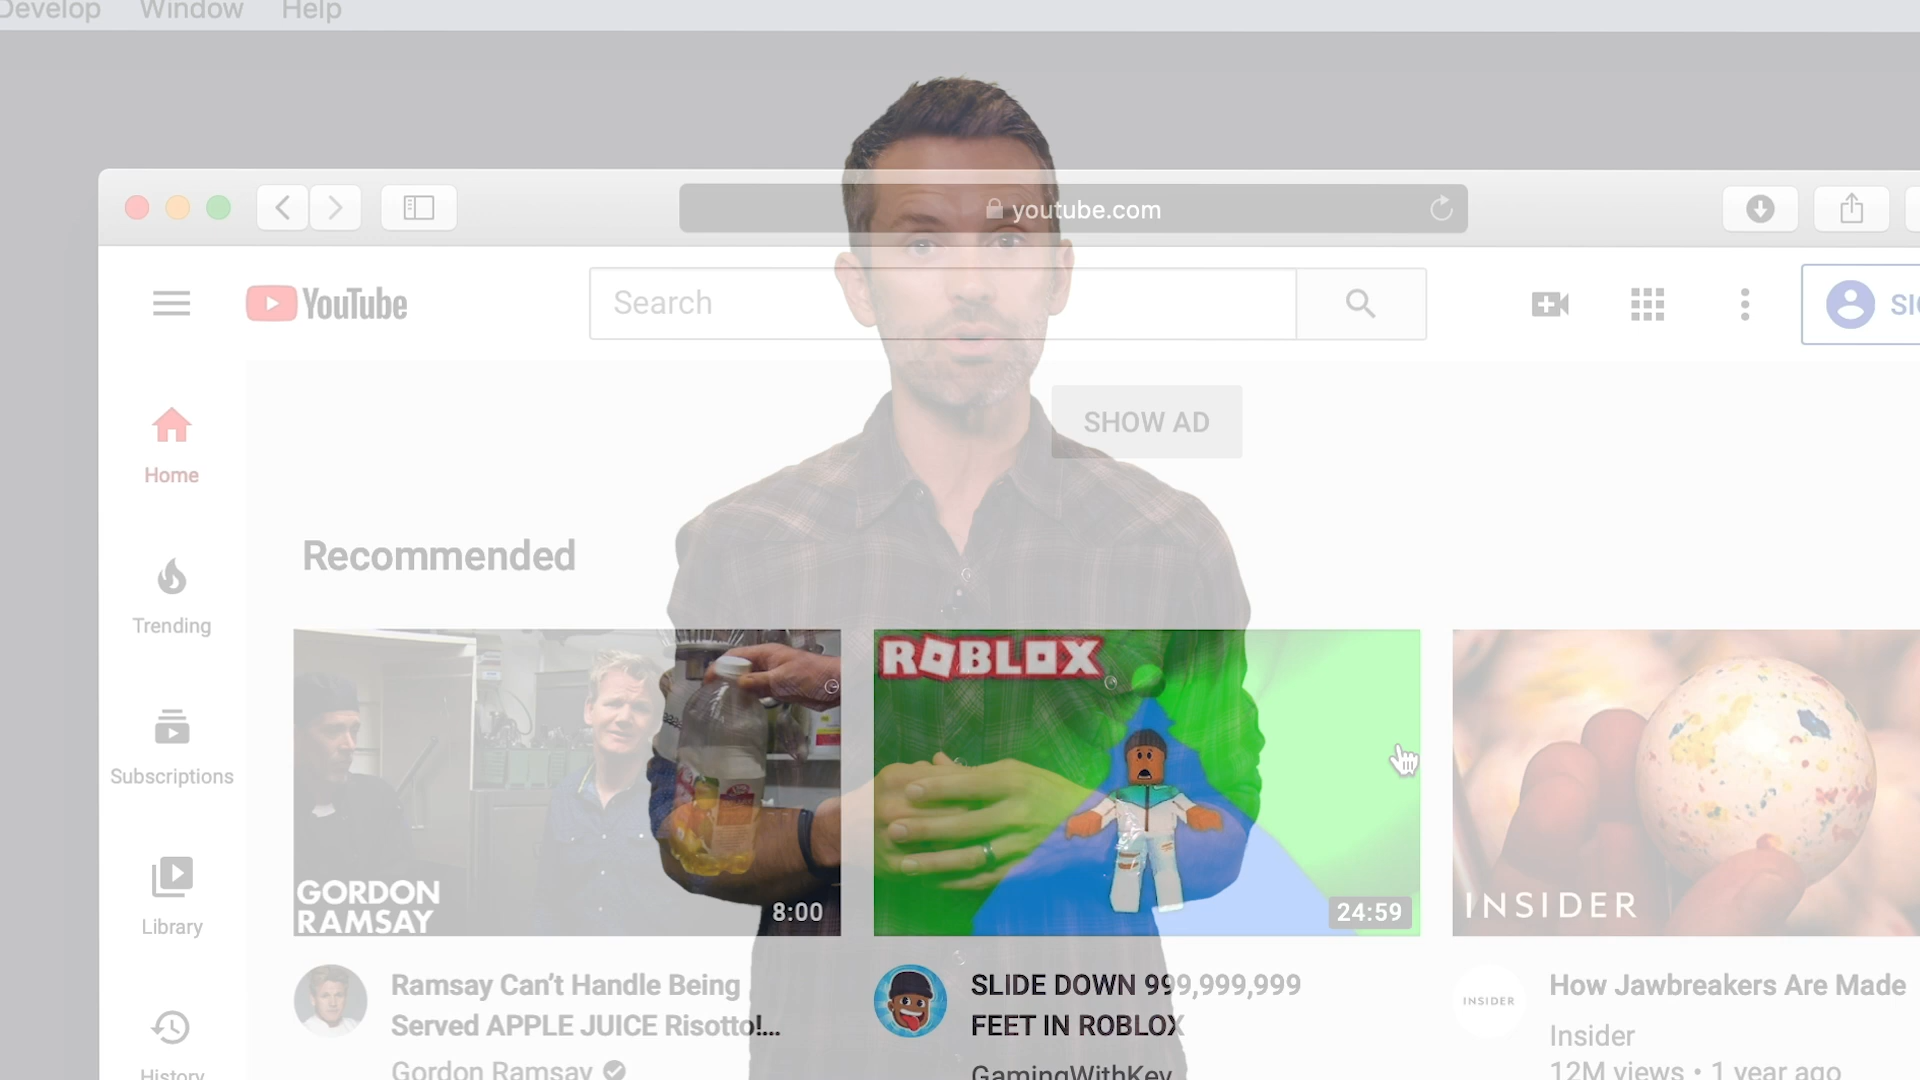 Develop Window Help
youtube.com
YouTube
Search
SHOW AD
Home
Recommended
Trending
ROBLOX
Subscriptions
GORDON
RAMSAY
8:00
24:59
INSIDER
Library
Ramsay Can't Handle Being
Served APPLE JUICE Risotto!...
Gordon Ramsay
SLIDE DOWN 999,999,999
FEET IN ROBLOX
GamingWithKev
INSIDER
How Jawbreakers Are Made
Insider
12M views • 1 year ago
History